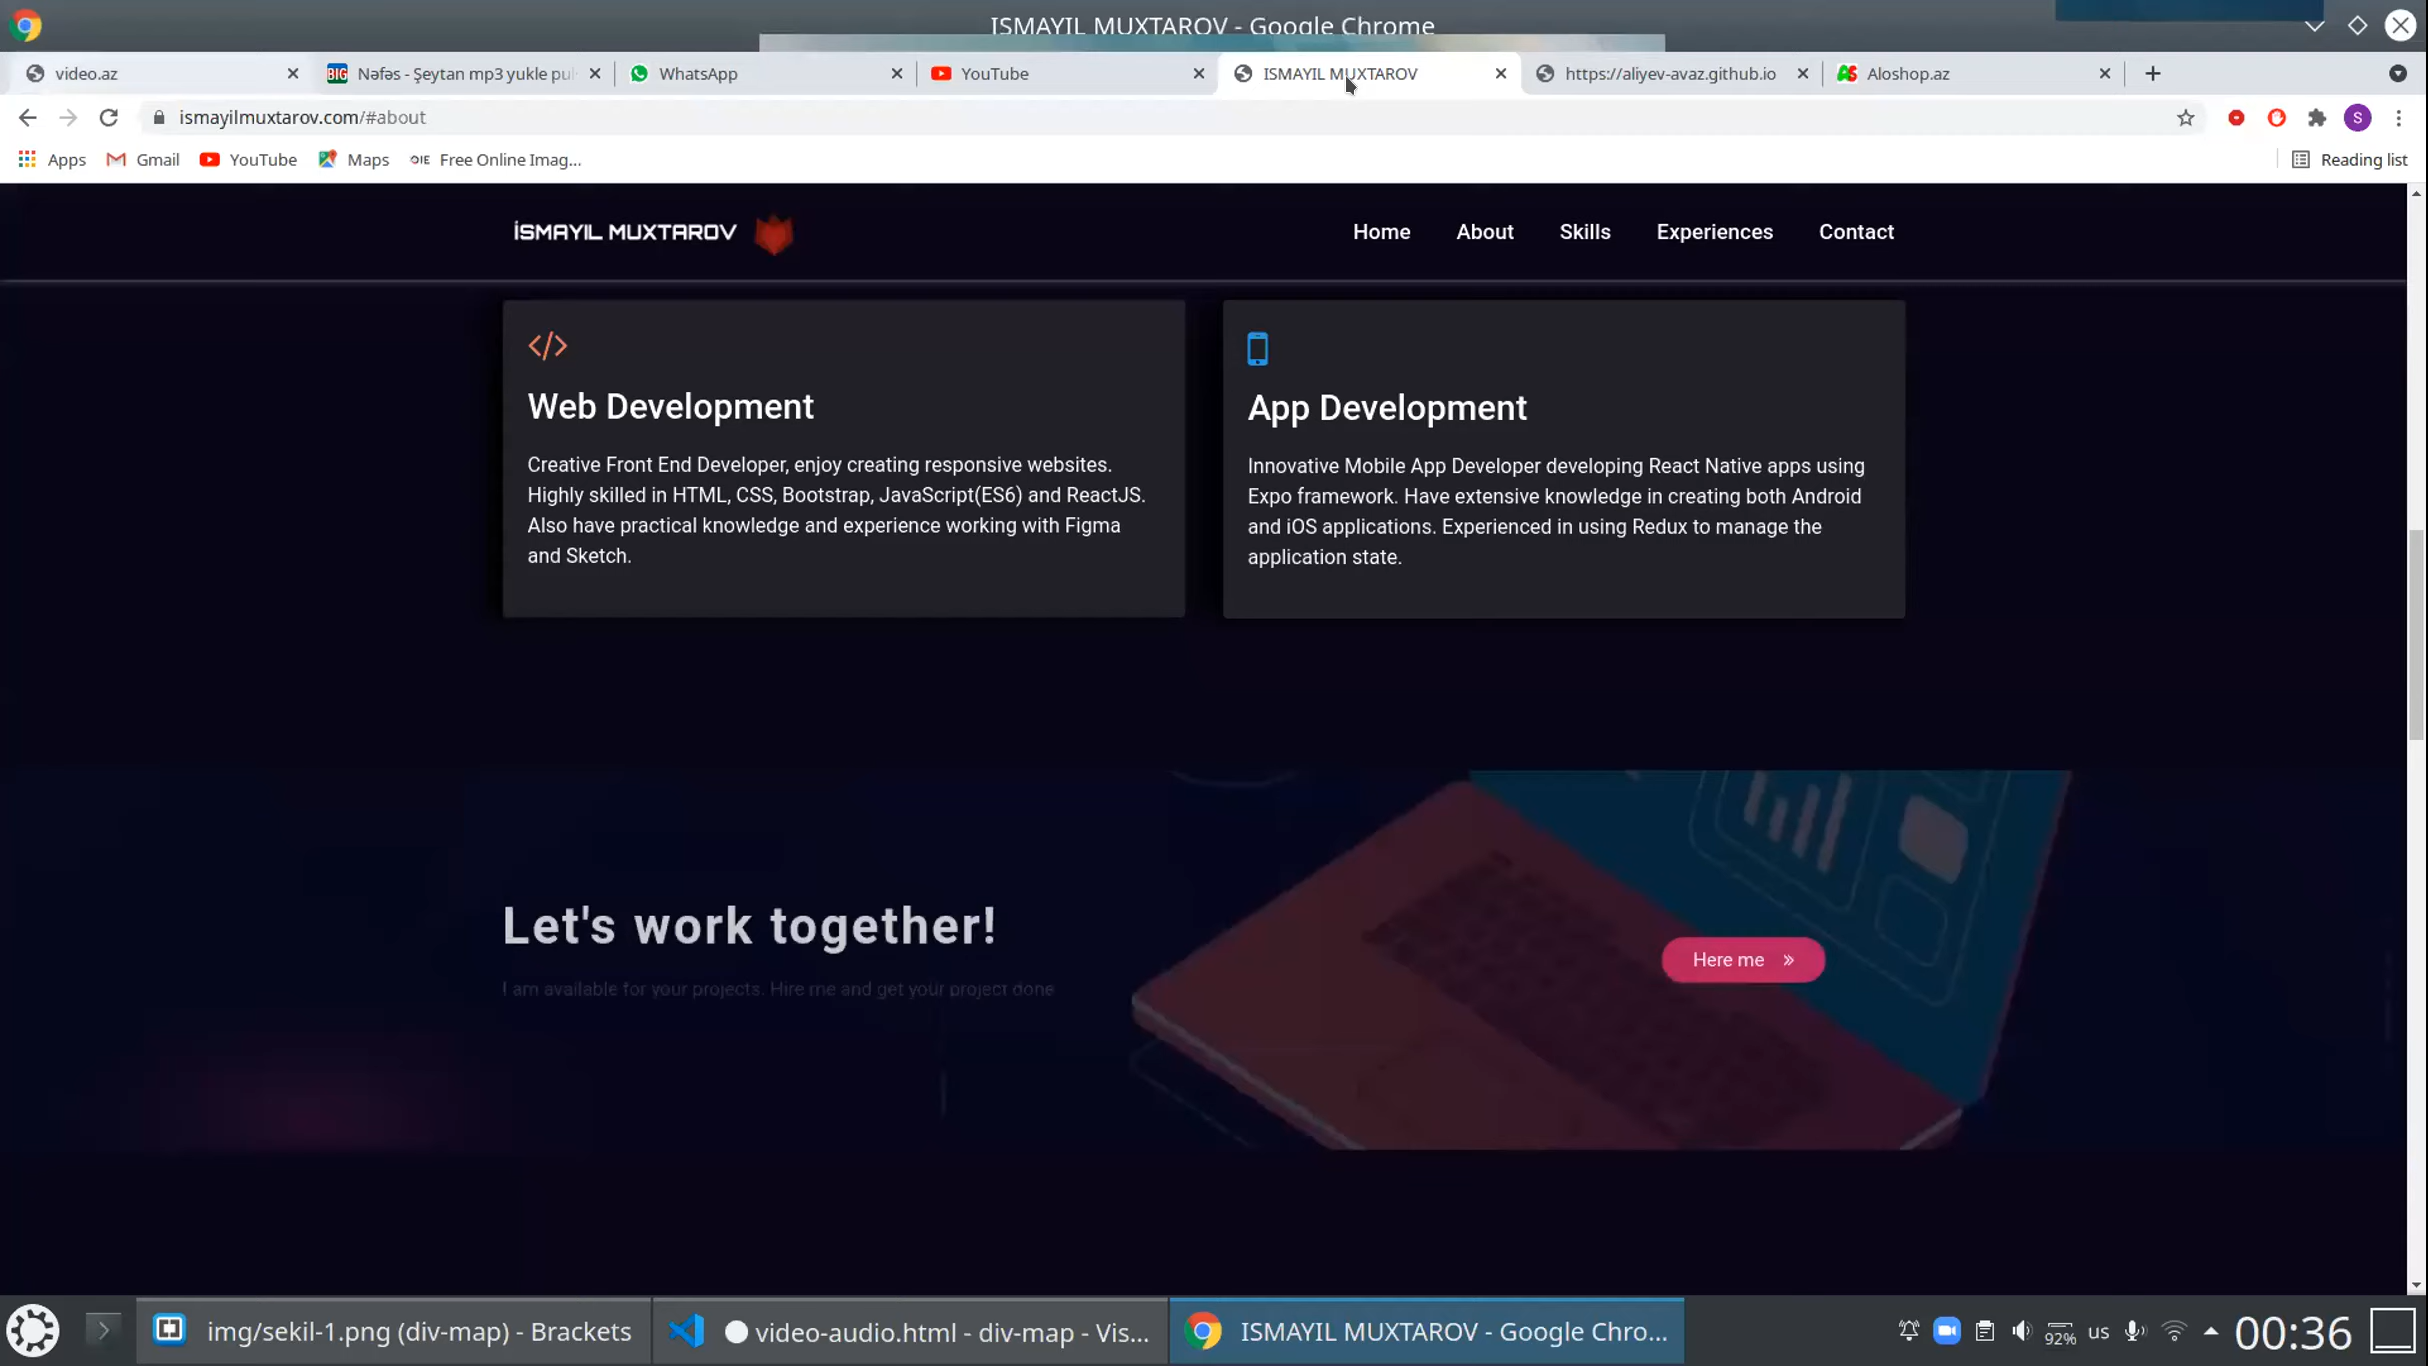 ISMAYIL MUXTAROV - Google Chrome
video.az
Nəfəs - Şeytan mp3 yukle pul
WhatsApp
YouTube
ISMAYIL MUXTAROV
https://aliyev-avaz.github.io
Aloshop.az
ismayilmuxtarov.com/#about
S
Apps
Gmail
YouTube
Maps
OIE Free Online Imag...
Reading list
İSMAYIL MUXTAROV
Home
About
Skills
Experiences
Contact
</>
Web Development
Creative Front End Developer, enjoy creating responsive websites.
Highly skilled in HTML, CSS, Bootstrap, JavaScript(ES6) and ReactJS.
Also have practical knowledge and experience working with Figma
and Sketch.
App Development
Innovative Mobile App Developer developing React Native apps using
Expo framework. Have extensive knowledge in creating both Android
and iOS applications. Experienced in using Redux to manage the
application state.
Let's work together!
I am available for your projects. Hire me and get your project done
Here me »
img/sekil-1.png (div-map) - Brackets
video-audio.html - div-map - Vis...
ISMAYIL MUXTAROV - Google Chro...
92%
us
00:36